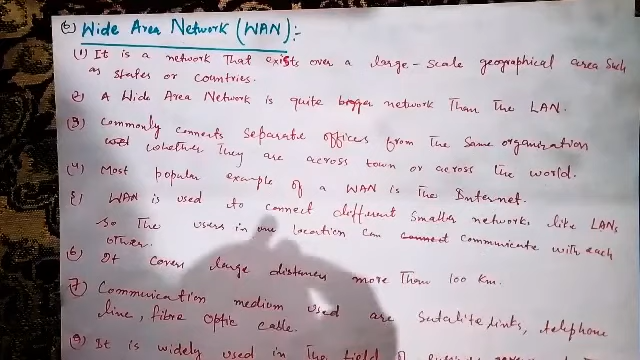 (6) Wide Area Network (WAN) :-
(1) It is a network That exists over a large - scale geographical area such
as states or countries.
(2) A Wide Area Network is quite bigger network Than The LAN.
(3) Commonly connects separate offices from The same organization
whether They are across town or across The world.
(4) Most popular example of a WAN is The Internet.
WAN is used to connect different smaller networks like LANs
so The users in one location can communicate with each
other.
(6) It covers large distances more Than 100 Km.
(7) Communication medium used are Satalite links, telephone
line, fibre optic cable.
It is widely used in The field of